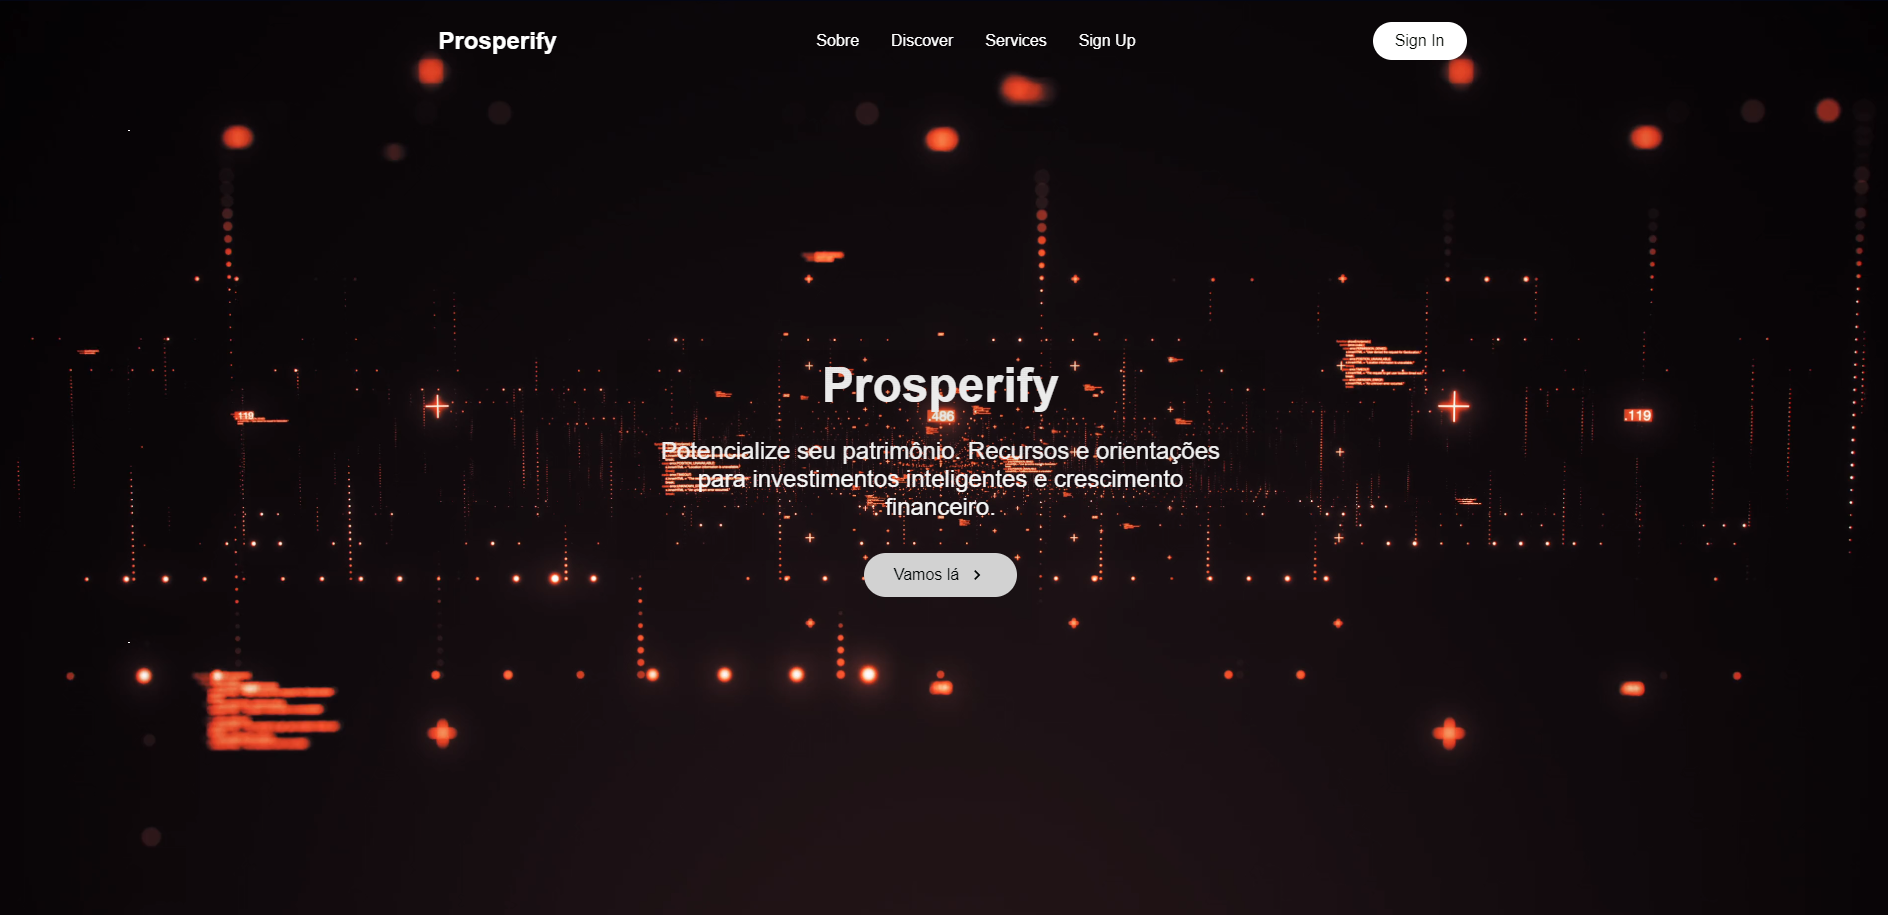 Prosperify
Sobre
Discover
Services
Sign Up
Sign In
Prosperify
.486
.119
.119
Potencialize seu patrimônio. Recursos e orientações
para investimentos inteligentes e crescimento
financeiro.
Vamos lá